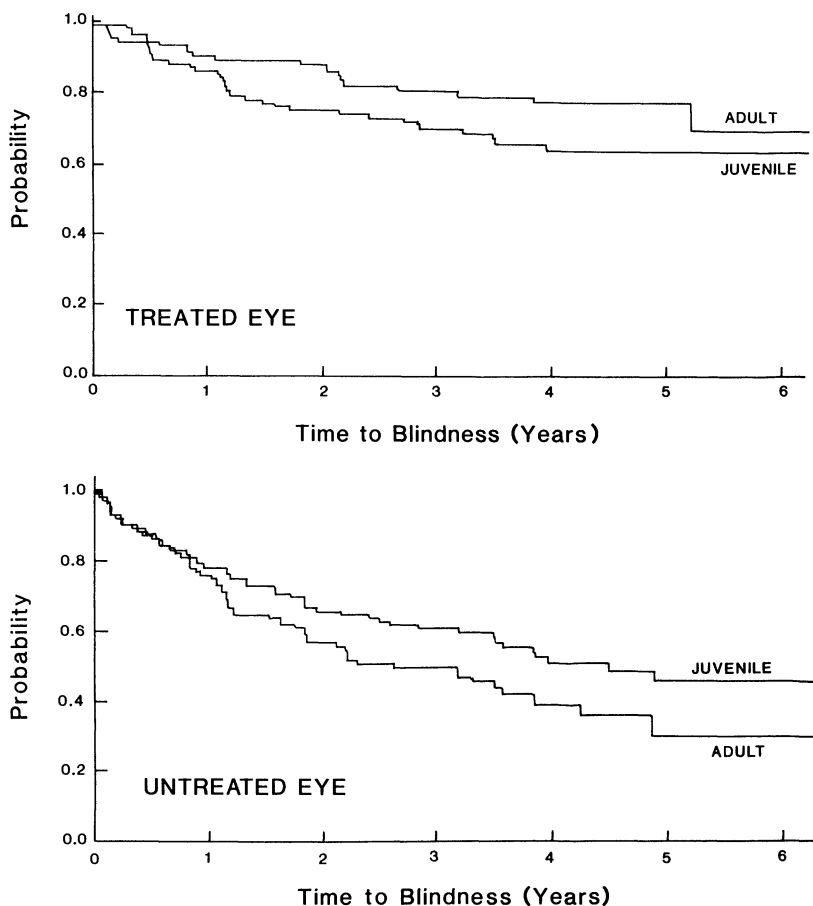 1.0
0.8
0.6
0.4
0.2
0.0
Probability
ADULT
JUVENILE
TREATED EYE
0 1 2 3 4 5 6
Time to Blindness (Years)
1.0
0.8
0.6
0.4
0.2
0.0
Probability
JUVENILE
ADULT
UNTREATED EYE
0 1 2 3 4 5 6
Time to Blindness (Years)